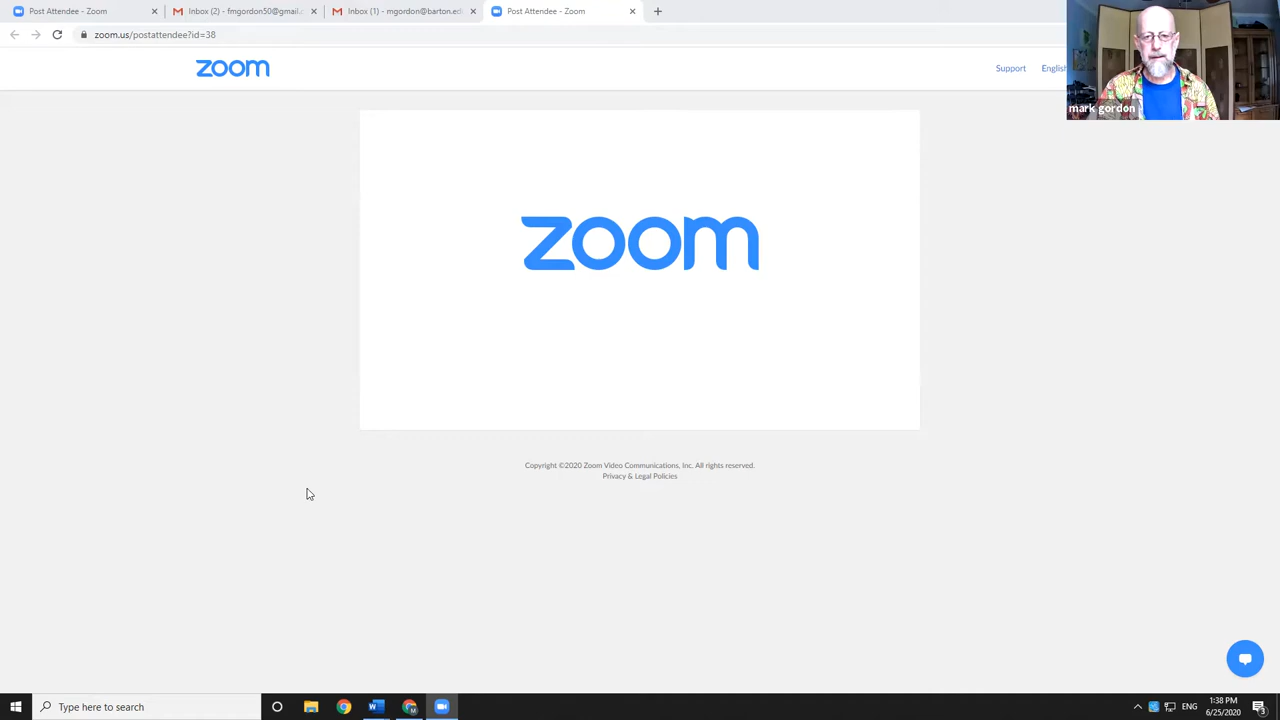 Post Attendee - Zoom
Inbox (2) - fmgordon50@gmail.c
Inbox (1) - mgordon@barton.ed
Post Attendee - Zoom
zoom.us/postattendee?id=38
zoom
Support
English
mark gordon
zoom
Copyright ©2020 Zoom Video Communications, Inc. All rights reserved.
Privacy & Legal Policies
Type here to search
W
M
ENG
1:38 PM
6/25/2020
3